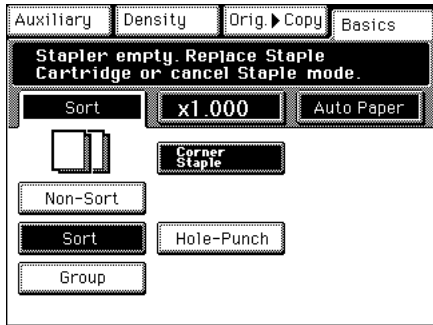 Auxiliary Density Orig.▶Copy Basics
Stapler empty. Replace Staple
Cartridge or cancel Staple mode.
Sort x1.000 Auto Paper
Corner
Staple
Non-Sort
Sort Hole-Punch
Group